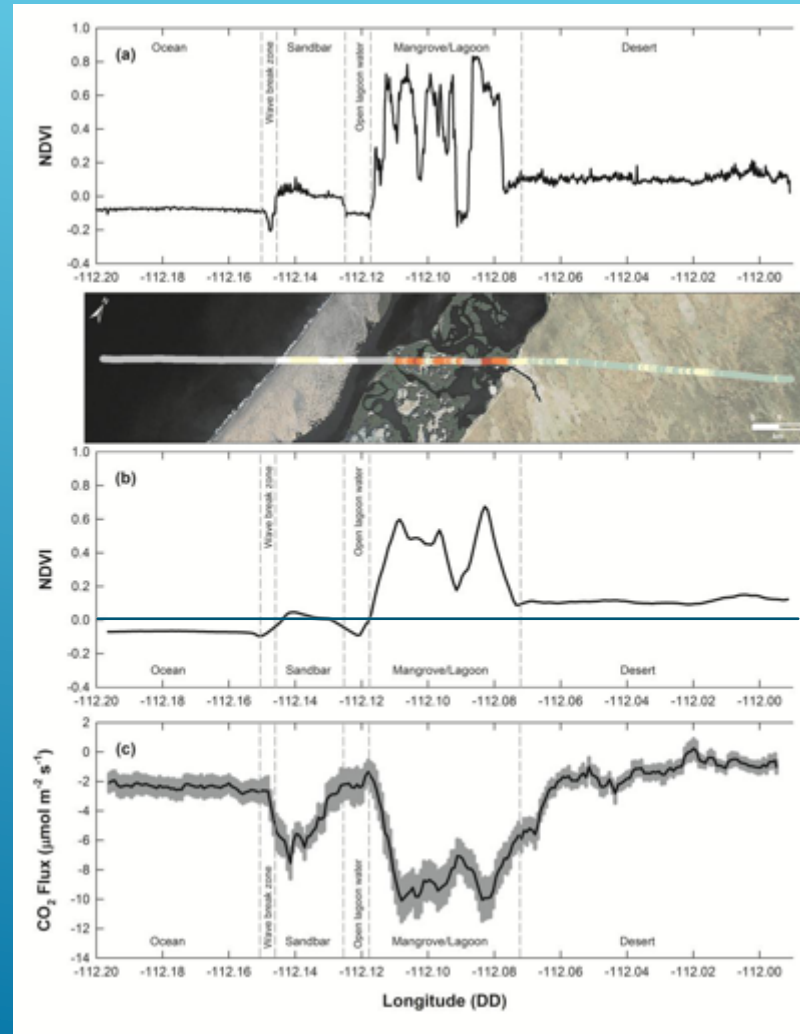 (a)
Ocean
Wave break zone
Sandbar
Open lagoon water
Mangrove/Lagoon
Desert
NDVI
1.0
0.8
0.6
0.4
0.2
0.0
-0.2
-0.4
-112.20 -112.18 -112.16 -112.14 -112.12 -112.10 -112.08 -112.06 -112.04 -112.02 -112.00
(b)
Wave break zone
Open lagoon water
NDVI
1.0
0.8
0.6
0.4
0.2
0.0
-0.2
-0.4
Ocean
Sandbar
Mangrove/Lagoon
Desert
-112.20 -112.18 -112.16 -112.14 -112.12 -112.10 -112.08 -112.06 -112.04 -112.02 -112.00
(c)
CO2 Flux (μmol m-2 s-1)
2
0
-2
-4
-6
-8
-10
-12
-14
Ocean
Wave break zone
Sandbar
Open lagoon water
Mangrove/Lagoon
Desert
-112.20 -112.18 -112.16 -112.14 -112.12 -112.10 -112.08 -112.06 -112.04 -112.02 -112.00
Longitude (DD)